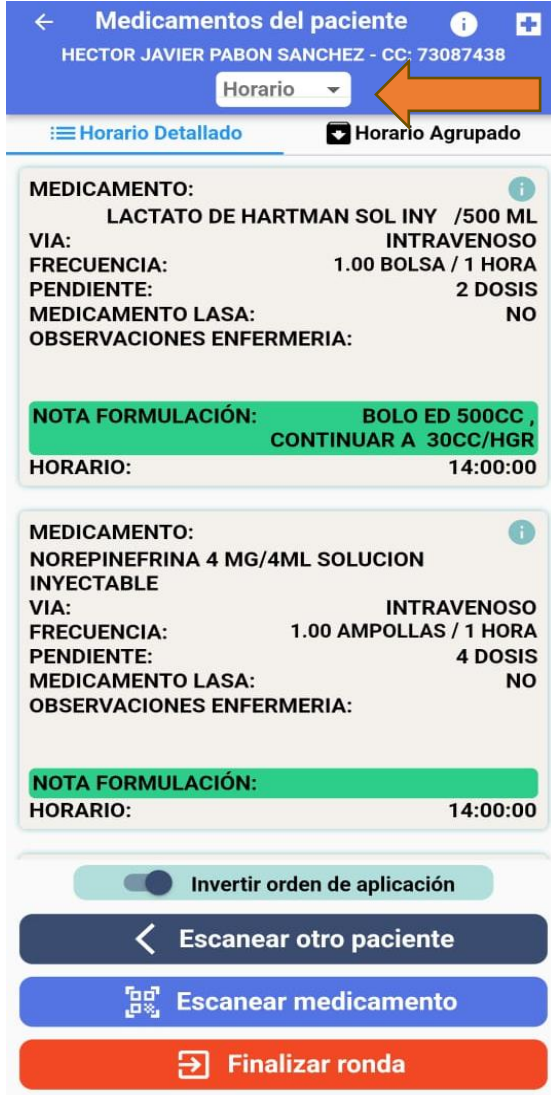 Medicamentos del paciente
HECTOR JAVIER PABON SANCHEZ - CC: 73087438
Horario
Horario Detallado
Horario Agrupado
MEDICAMENTO:
LACTATO DE HARTMAN SOL INY /500 ML
VIA: INTRAVENOSO
FRECUENCIA: 1.00 BOLSA / 1 HORA
PENDIENTE: 2 DOSIS
MEDICAMENTO LASA: NO
OBSERVACIONES ENFERMERIA:
NOTA FORMULACIÓN: BOLO ED 500CC ,
CONTINUAR A 30CC/HGR
HORARIO: 14:00:00
MEDICAMENTO:
NOREPINEFRINA 4 MG/4ML SOLUCION
INYECTABLE
VIA: INTRAVENOSO
FRECUENCIA: 1.00 AMPOLLAS / 1 HORA
PENDIENTE: 4 DOSIS
MEDICAMENTO LASA: NO
OBSERVACIONES ENFERMERIA:
NOTA FORMULACIÓN:
HORARIO: 14:00:00
Invertir orden de aplicación
Escanear otro paciente
Escanear medicamento
Finalizar ronda